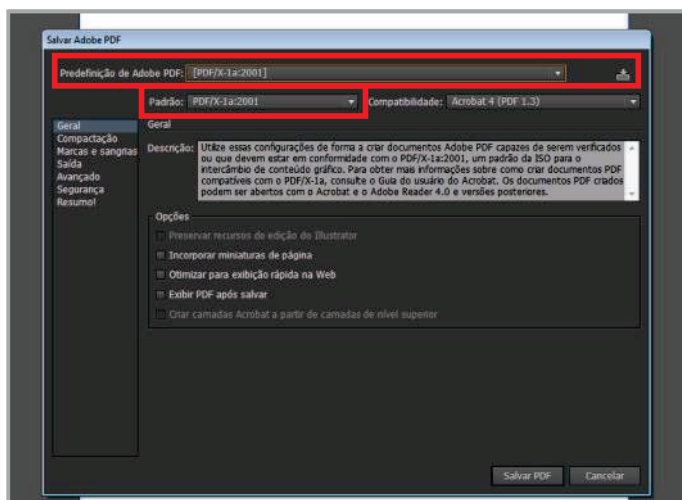 Salvar Adobe PDF
Predefinição de Adobe PDF: [PDF/X-1a:2001]
Padrão: PDF/X-1a:2001 Compatibilidade: Acrobat 4 (PDF 1.3)
Geral
Compactação
Marcas e sangrias
Saída
Avançado
Segurança
Resumo!
Geral
Descrição: Utilize essas configurações de forma a criar documentos Adobe PDF capazes de serem verificados
ou que devem estar em conformidade com o PDF/X-1a:2001, um padrão da ISO para o
intercâmbio de conteúdo gráfico. Para obter mais informações sobre como criar documentos PDF
compatíveis com o PDF/X-1a, consulte o Guia do usuário do Acrobat. Os documentos PDF criados
podem ser abertos com o Acrobat e o Adobe Reader 4.0 e versões posteriores.
Opções
Preservar recursos de edição do Illustrator
Incorporar miniaturas de página
Otimizar para exibição rápida na Web
Exibir PDF após salvar
Criar camadas Acrobat a partir de camadas de nível superior
Salvar PDF Cancelar